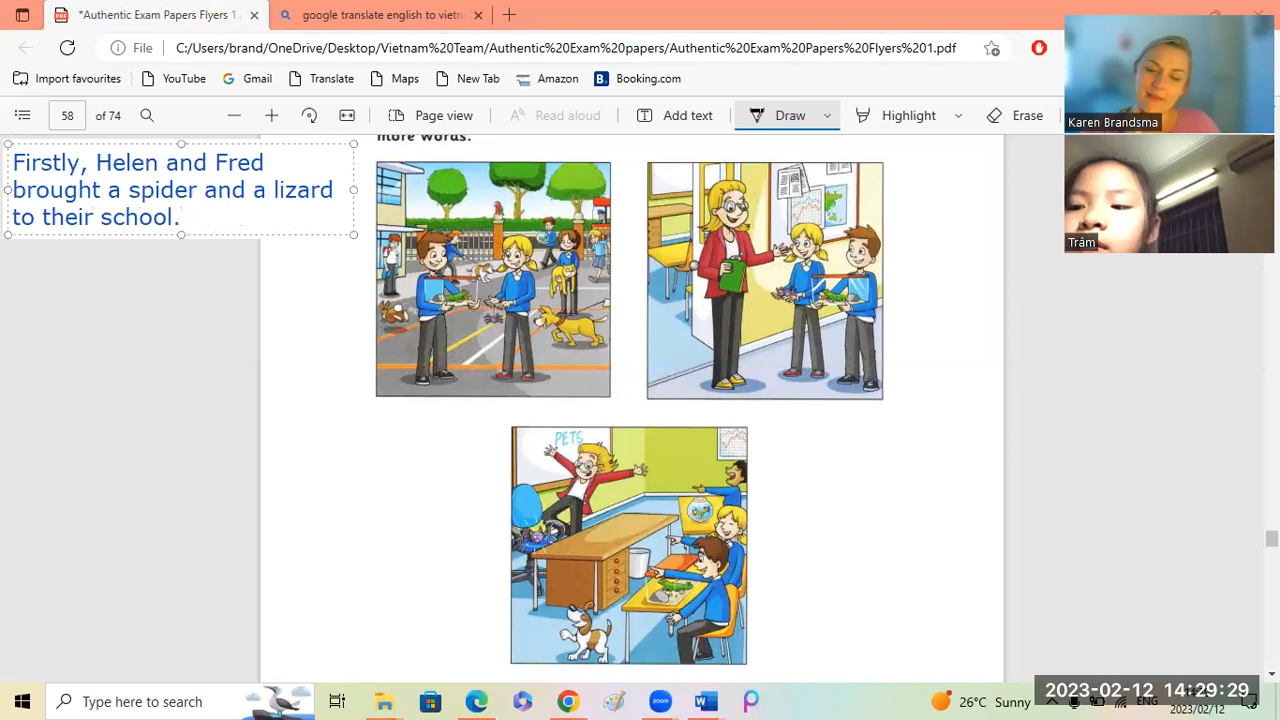 *Authentic Exam Papers Flyers 1.
google translate english to vietn
File
C:/Users/brand/OneDrive/Desktop/Vietnam%20Team/Authentic%20Exam%20papers/Authentic%20Exam%20Papers%20Flyers%201.pdf
Import favourites
YouTube
Gmail
Translate
Maps
New Tab
Amazon
B.
Booking.com
58
of 74
Page view
Read aloud
Add text
Draw
Highlight
Erase
Karen Brandsma
Trâm
more words.
Firstly, Helen and Fred
brought a spider and a lizard
to their school.
PETS
Type here to search
zoom
26°C Sunny
ENG
2023-02-12 14:29:29
2023/02/12